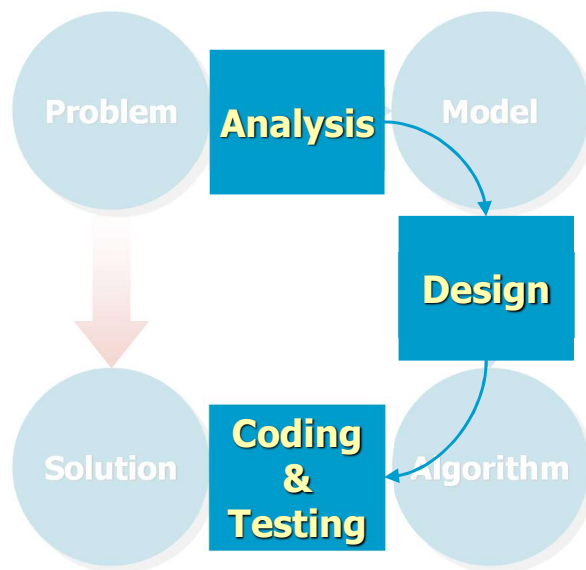 Problem
Analysis
Model
Design
Solution
Coding
&
Testing
Algorithm